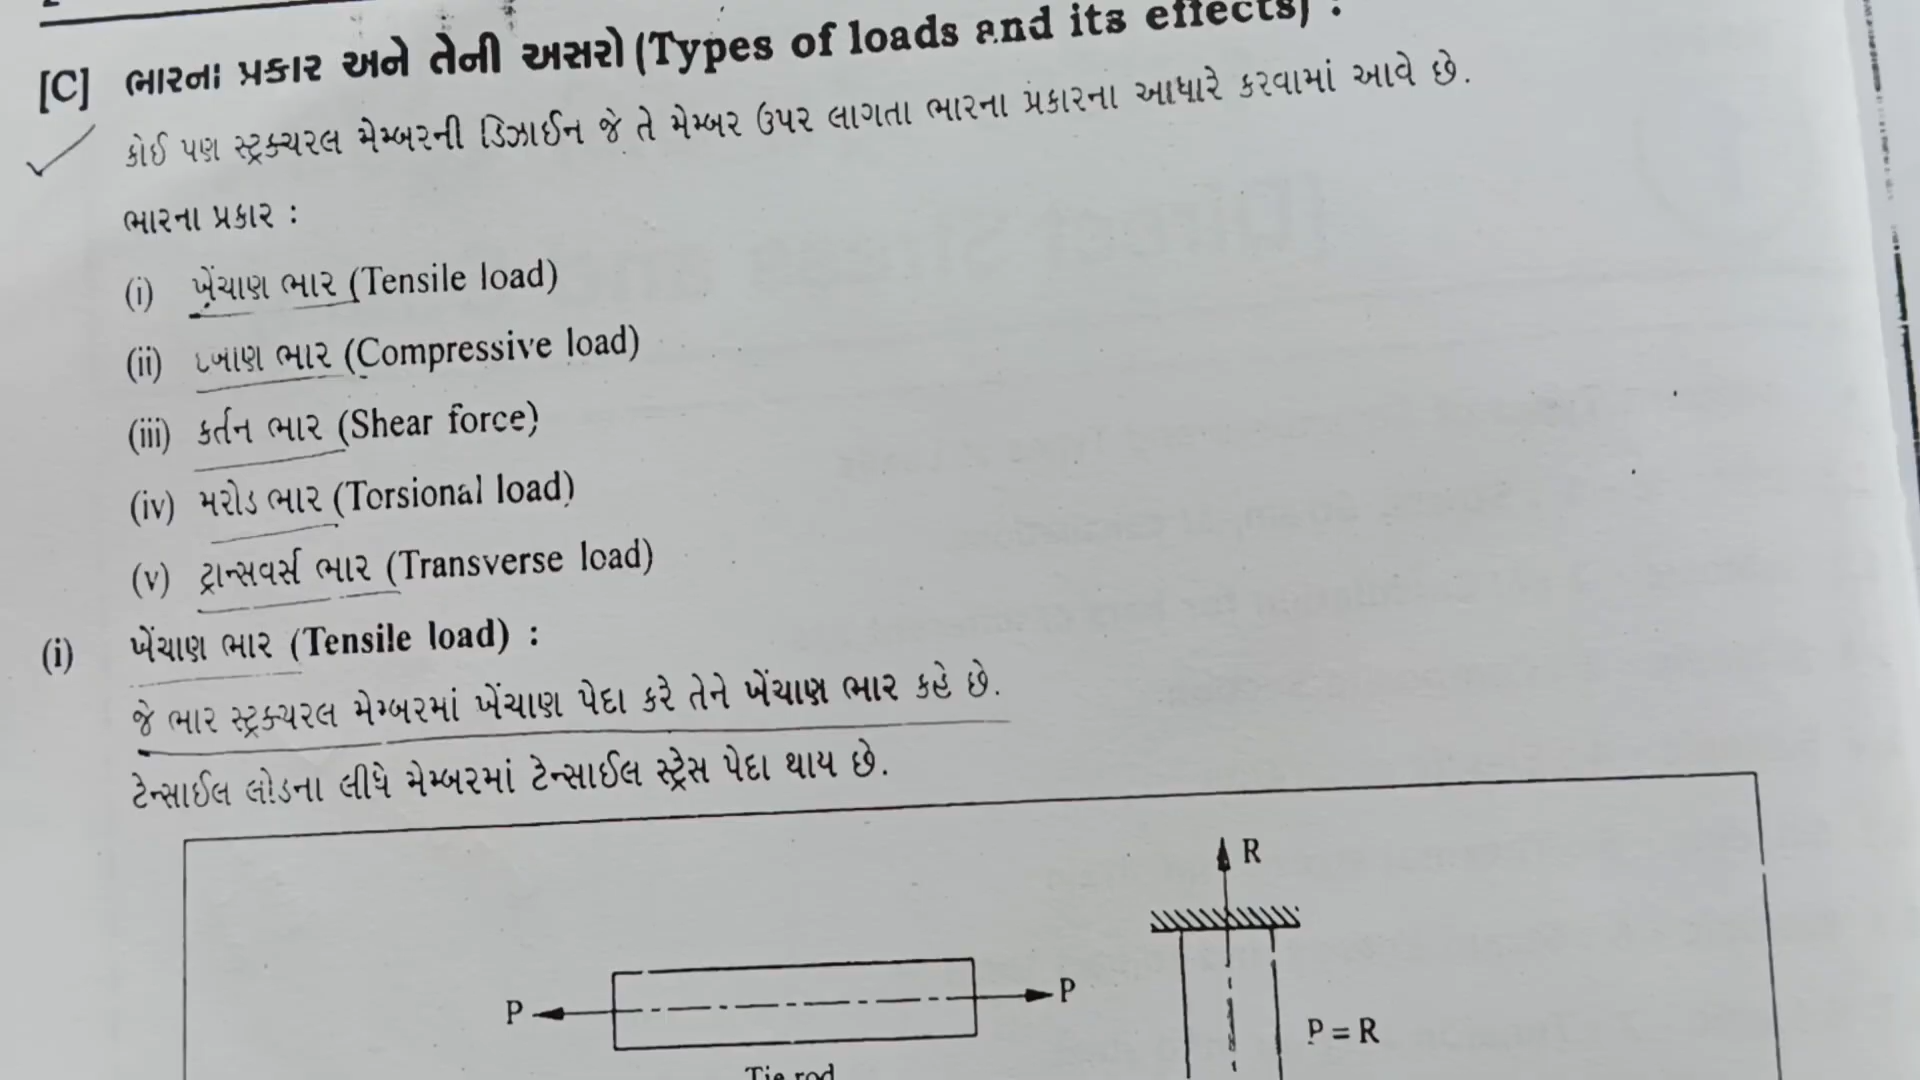 [C] ભારના પ્રકાર અને તેની અસરો (Types of loads and its effects) :
કોઈ પણ સ્ટ્રક્ચરલ મેમ્બરની ડિઝાઈન જે તે મેમ્બર ઉપર લાગતા ભારના પ્રકારના આધારે કરવામાં આવે છે.
ભારના પ્રકાર :
(i) ખેંચાણ ભાર (Tensile load)
(ii) દબાણ ભાર (Compressive load)
(iii) કર્તન ભાર (Shear force)
(iv) મરોડ ભાર (Torsional load)
(v) ટ્રાન્સવર્સ ભાર (Transverse load)
(i) ખેંચાણ ભાર (Tensile load) :
જે ભાર સ્ટ્રક્ચરલ મેમ્બરમાં ખેંચાણ પેદા કરે તેને ખેંચાણ ભાર કહે છે.
ટેન્સાઈલ લોડના લીધે મેમ્બરમાં ટેન્સાઈલ સ્ટ્રેસ પેદા થાય છે.
R
P P
P = R
Tie rod